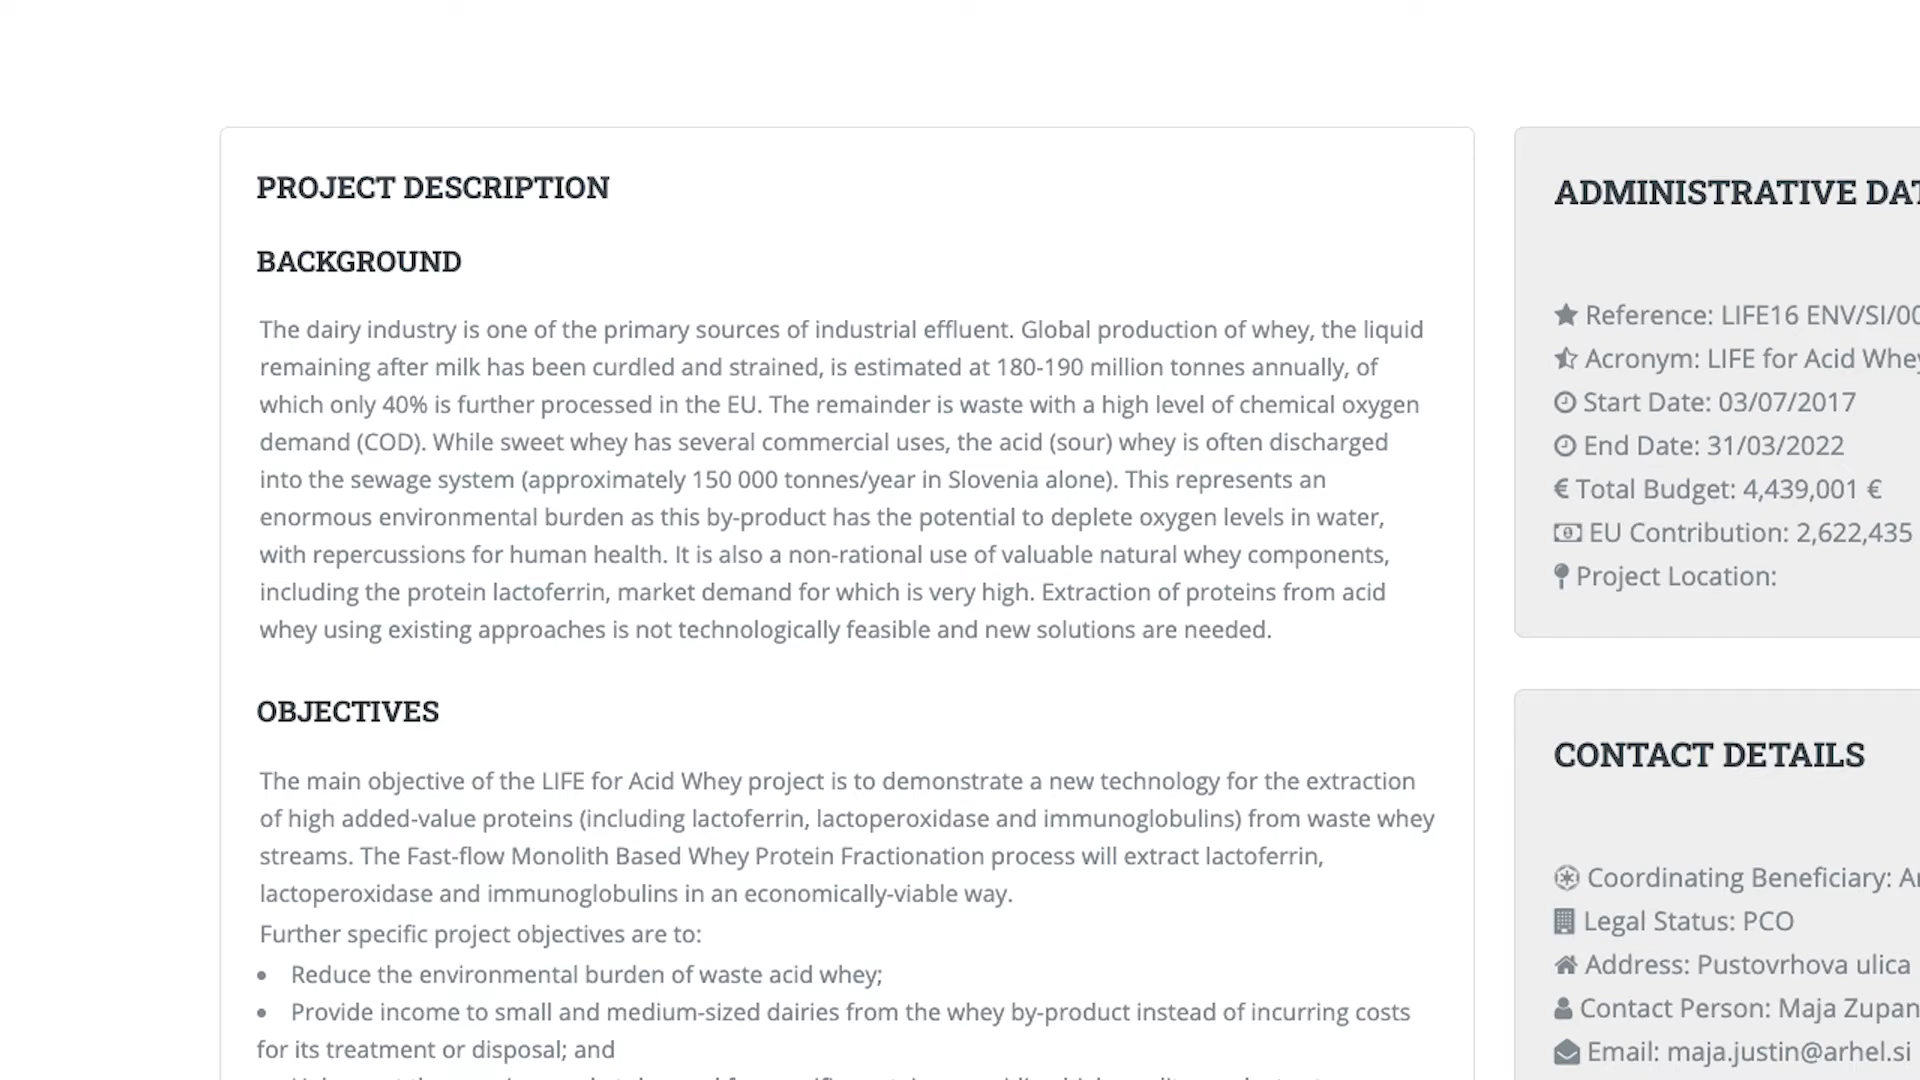 PROJECT DESCRIPTION
BACKGROUND
The dairy industry is one of the primary sources of industrial effluent. Global production of whey, the liquid
remaining after milk has been curdled and strained, is estimated at 180-190 million tonnes annually, of
which only 40% is further processed in the EU. The remainder is waste with a high level of chemical oxygen
demand (COD). While sweet whey has several commercial uses, the acid (sour) whey is often discharged
into the sewage system (approximately 150 000 tonnes/year in Slovenia alone). This represents an
enormous environmental burden as this by-product has the potential to deplete oxygen levels in water,
with repercussions for human health. It is also a non-rational use of valuable natural whey components,
including the protein lactoferrin, market demand for which is very high. Extraction of proteins from acid
whey using existing approaches is not technologically feasible and new solutions are needed.
OBJECTIVES
The main objective of the LIFE for Acid Whey project is to demonstrate a new technology for the extraction
of high added-value proteins (including lactoferrin, lactoperoxidase and immunoglobulins) from waste whey
streams. The Fast-flow Monolith Based Whey Protein Fractionation process will extract lactoferrin,
lactoperoxidase and immunoglobulins in an economically-viable way.
Further specific project objectives are to:
• Reduce the environmental burden of waste acid whey;
• Provide income to small and medium-sized dairies from the whey by-product instead of incurring costs
for its treatment or disposal; and
ADMINISTRATIVE
Reference: LIFE16 ENV/SI/00
Acronym: LIFE for Acid Whey
Start Date: 03/07/2017
End Date: 31/03/2022
€ Total Budget: 4,439,001 €
EU Contribution: 2,622,435
Project Location:
CONTACT DETAILS
Coordinating Beneficiary:
Legal Status: PCO
Address: Pustovrhova ulica
Contact Person: Maja Zupan
Email: maja.justin@arhel.si